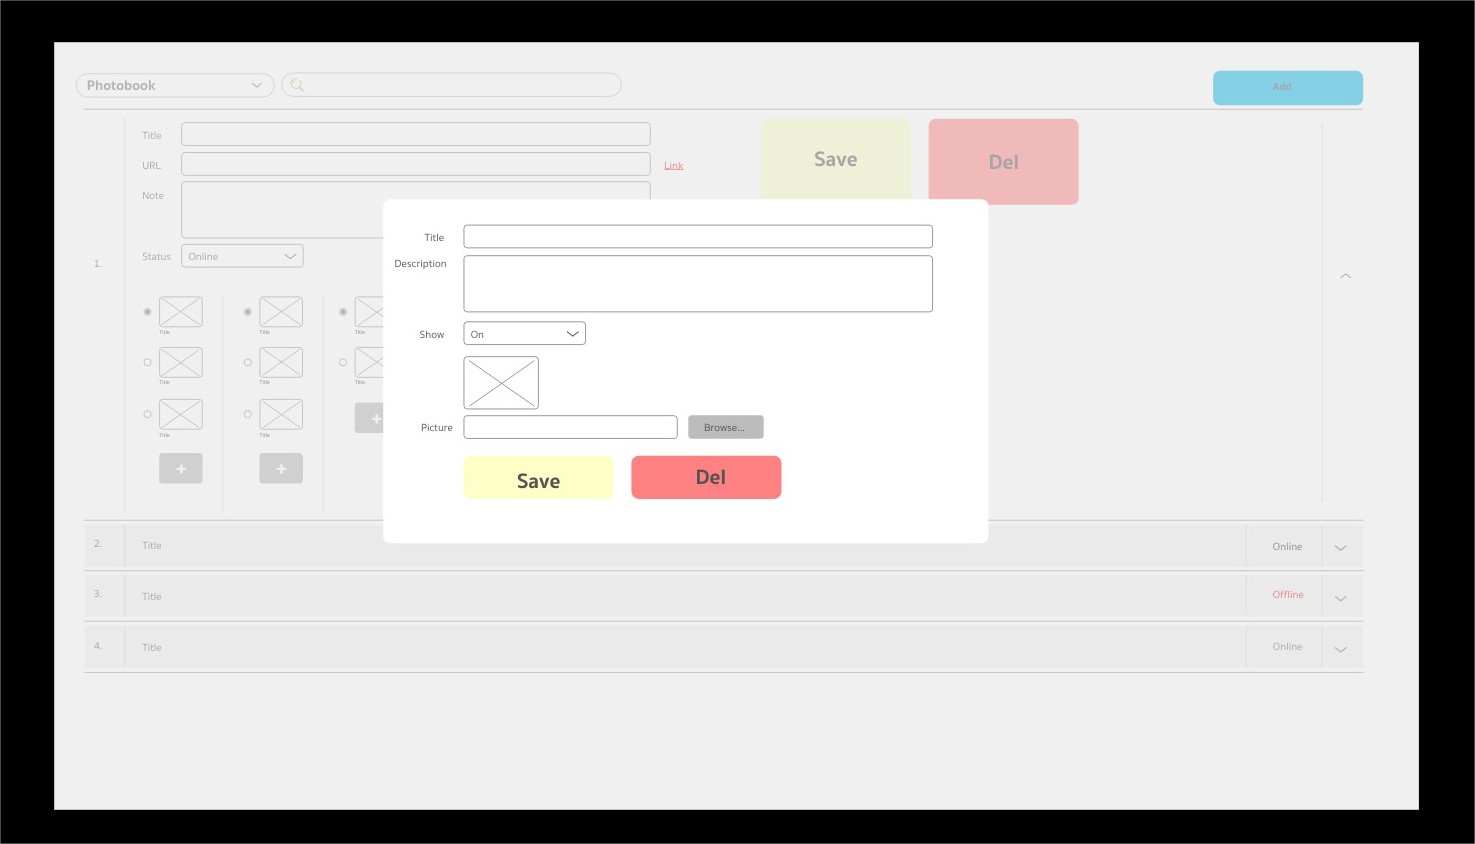 Photobook
Add
Title
URL
Link
Note
Save
Del
Status
Online
1.
Title
Title
Title
Title
Title
Title
Title
Title
+
+
+
Title
Description
Show
On
Picture
Browse...
Save
Del
2.
Title
Online
3.
Title
Offline
4.
Title
Online